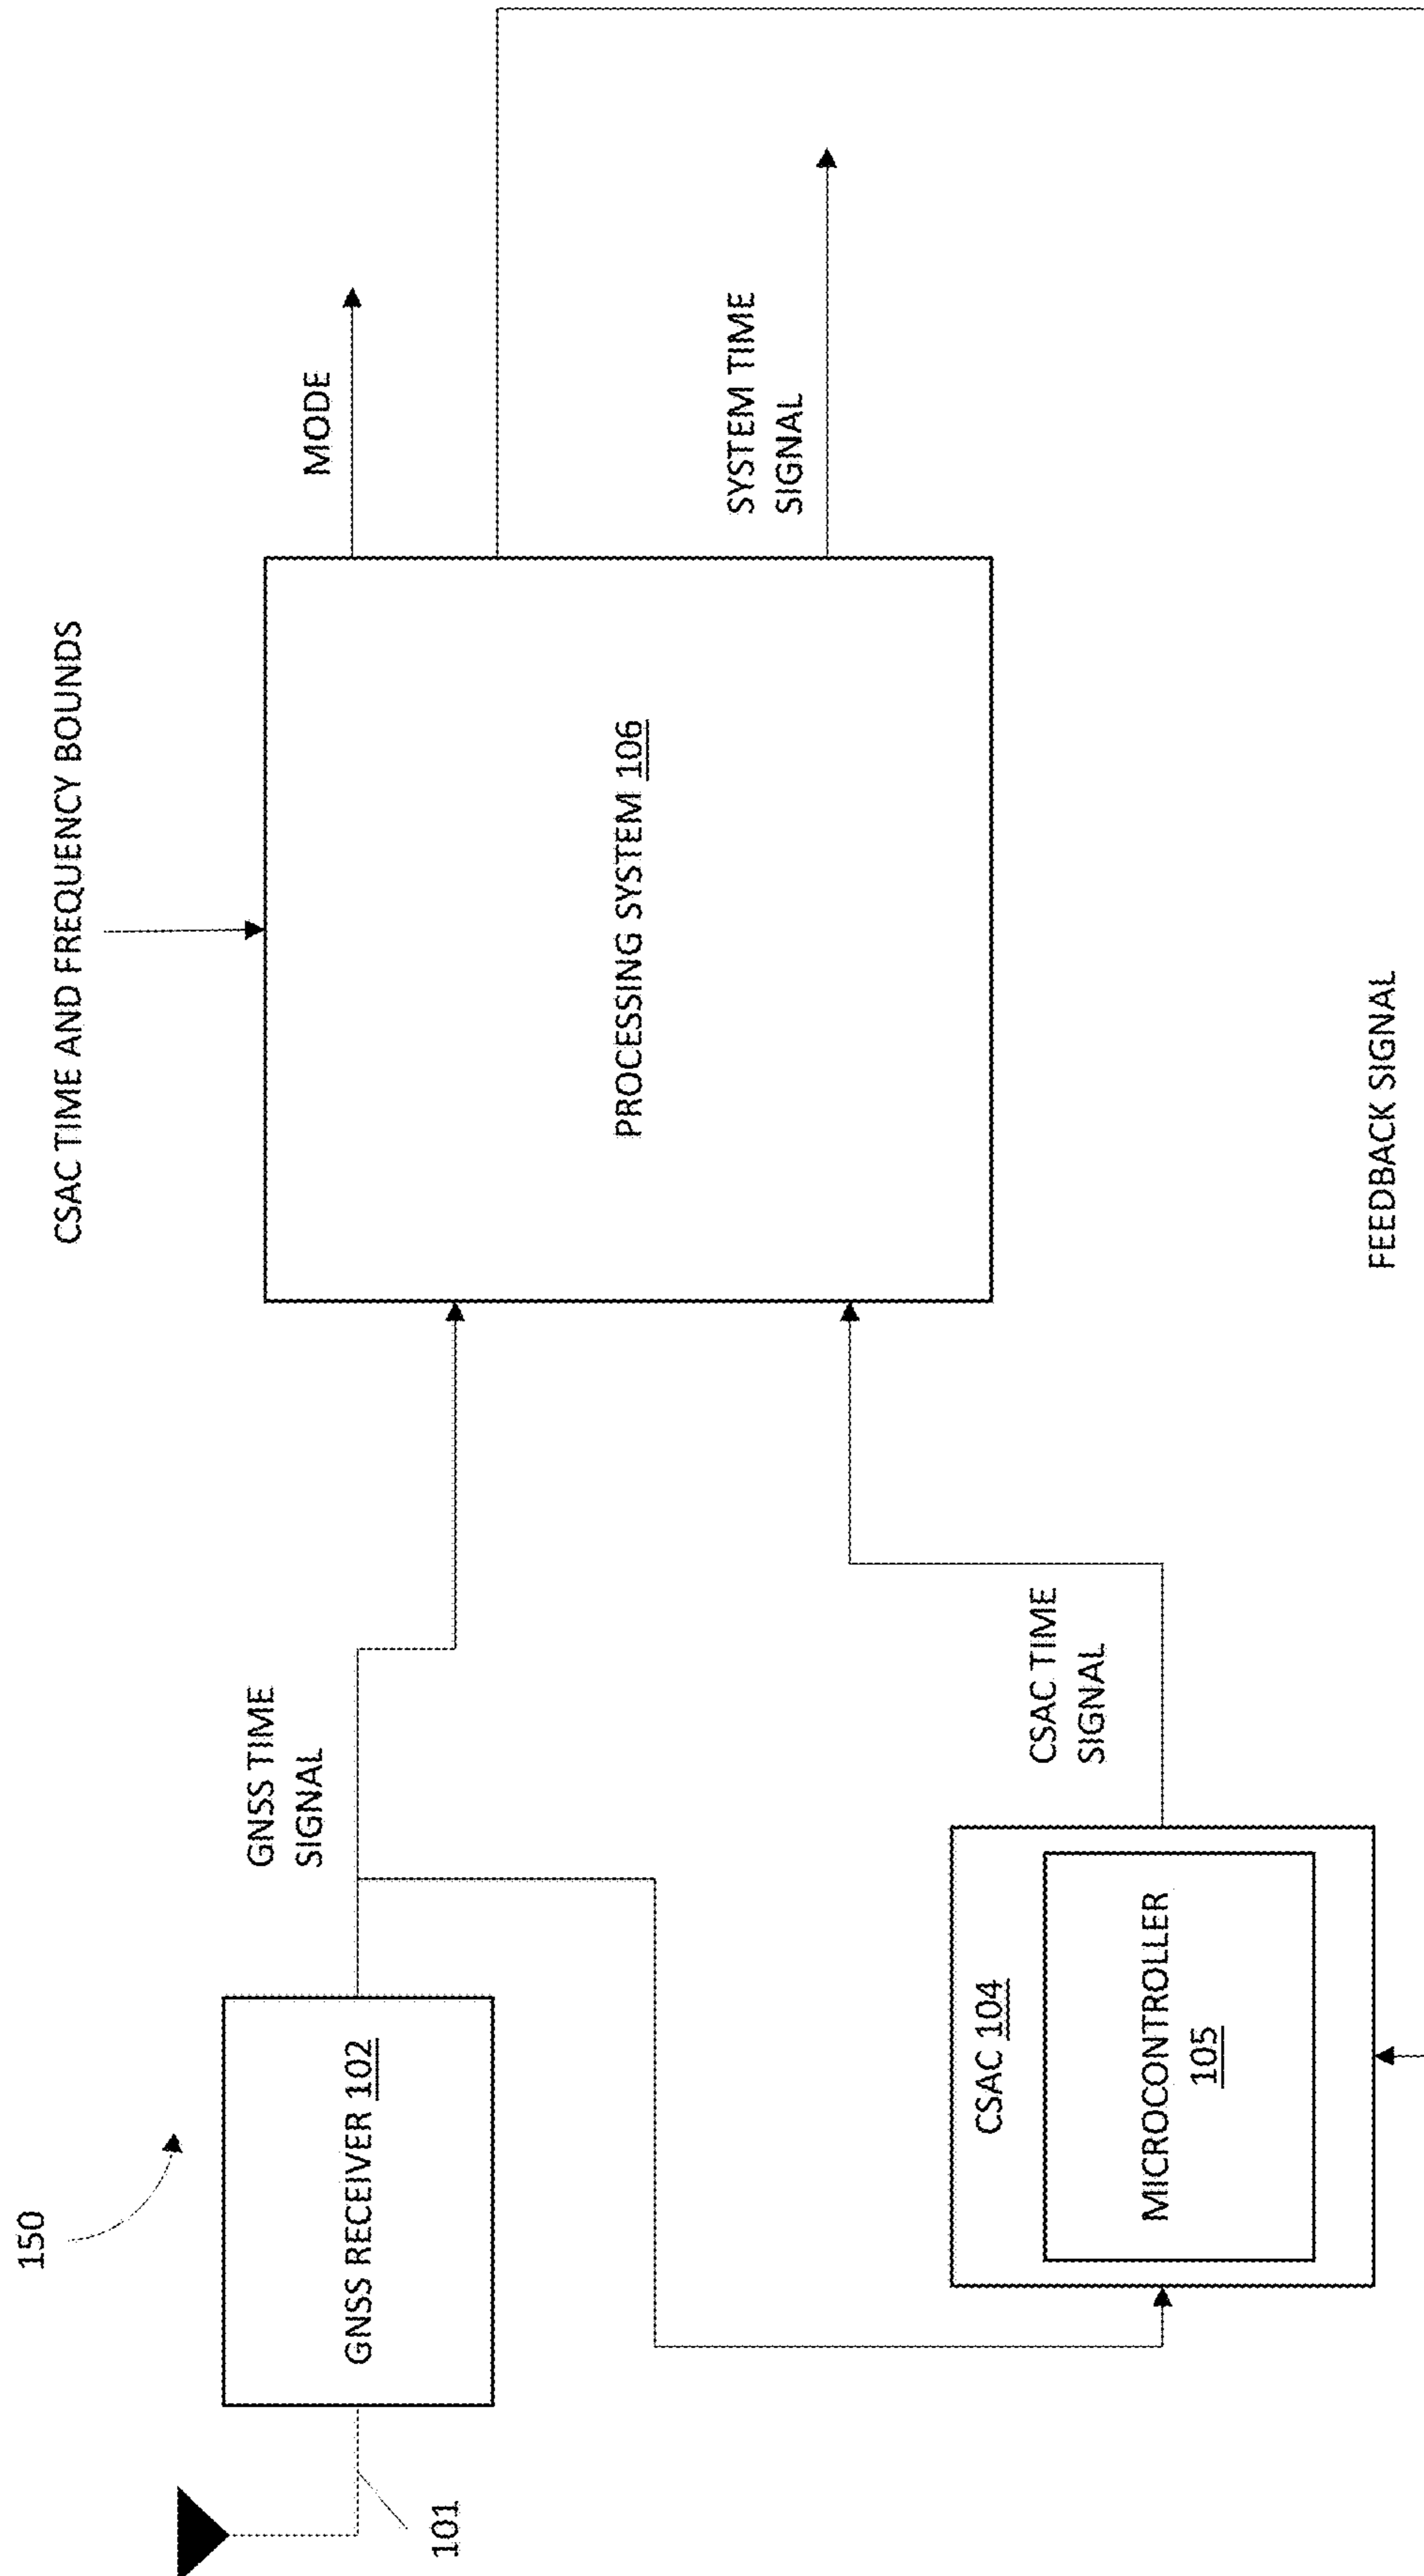 150
101
GNSS RECEIVER 102
GNSS TIME
SIGNAL
CSAC 104
MICROCONTROLLER
105
CSAC TIME
SIGNAL
CSAC TIME AND FREQUENCY BOUNDS
PROCESSING SYSTEM 106
MODE
SYSTEM TIME
SIGNAL
FEEDBACK SIGNAL